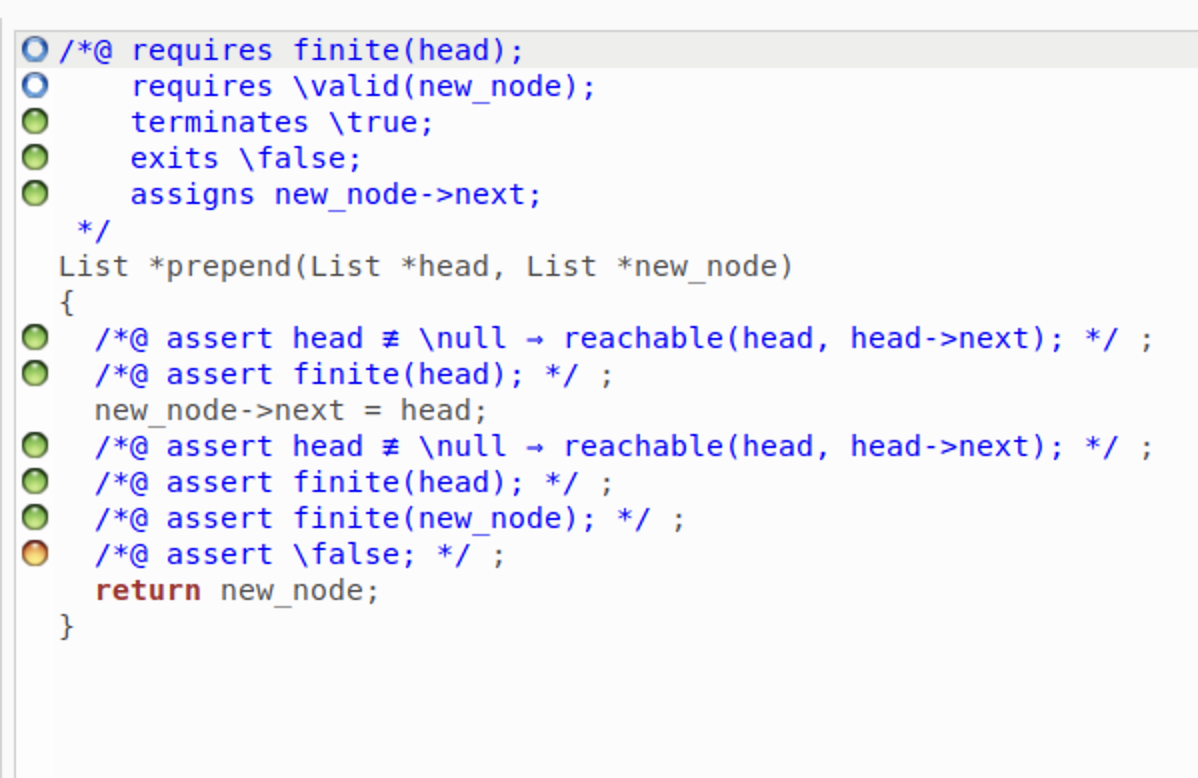 /*@ requires finite(head);
requires \valid(new_node);
terminates \true;
exits \false;
assigns new_node->next;
*/
List *prepend(List *head, List *new_node)
{
/*@ assert head ≢ \null → reachable(head, head->next); */ ;
/*@ assert finite(head); */ ;
new_node->next = head;
/*@ assert head ≢ \null → reachable(head, head->next); */ ;
/*@ assert finite(head); */ ;
/*@ assert finite(new_node); */ ;
/*@ assert \false; */ ;
return new_node;
}